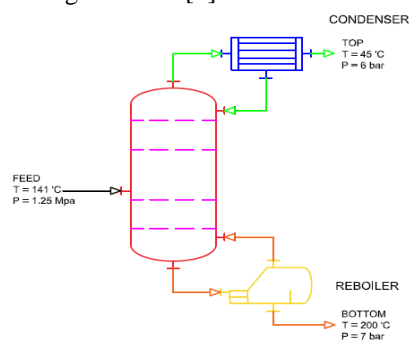 CONDENSER
TOP
T = 45 'C
P = 6 bar
FEED
T = 141 'C
P = 1.25 Mpa
REBOILER
BOTTOM
T = 200 'C
P = 7 bar